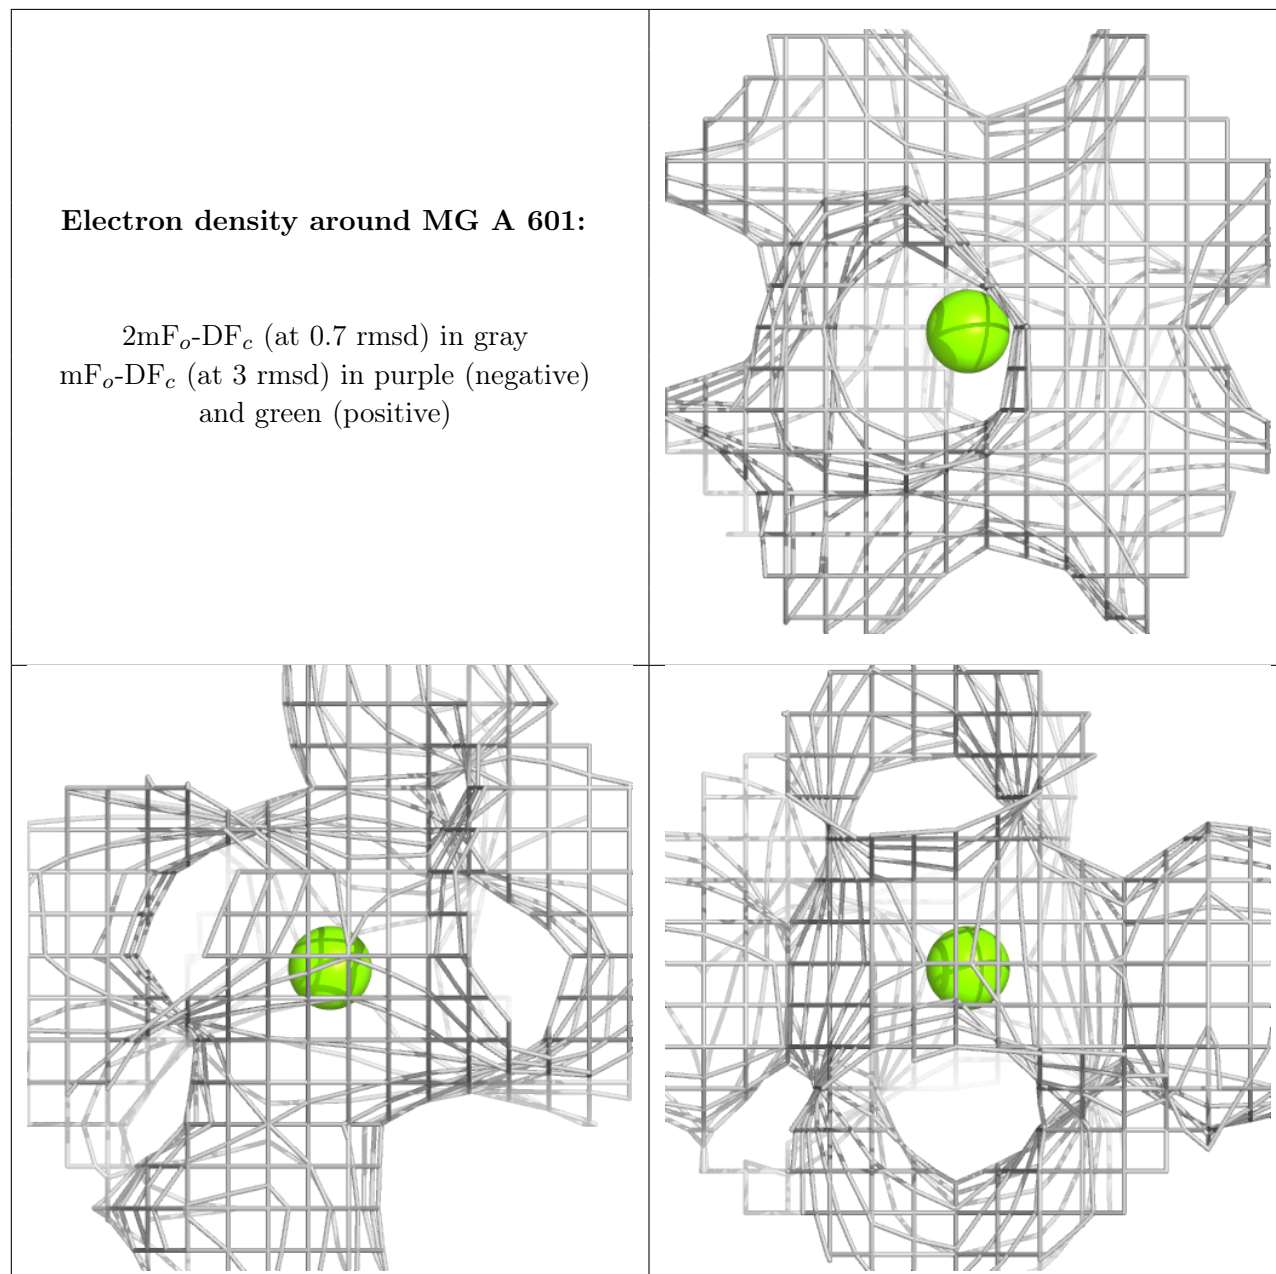 Electron density around MG A 601:
2mFo-DFc (at 0.7 rmsd) in gray
mFo-DFc (at 3 rmsd) in purple (negative)
and green (positive)